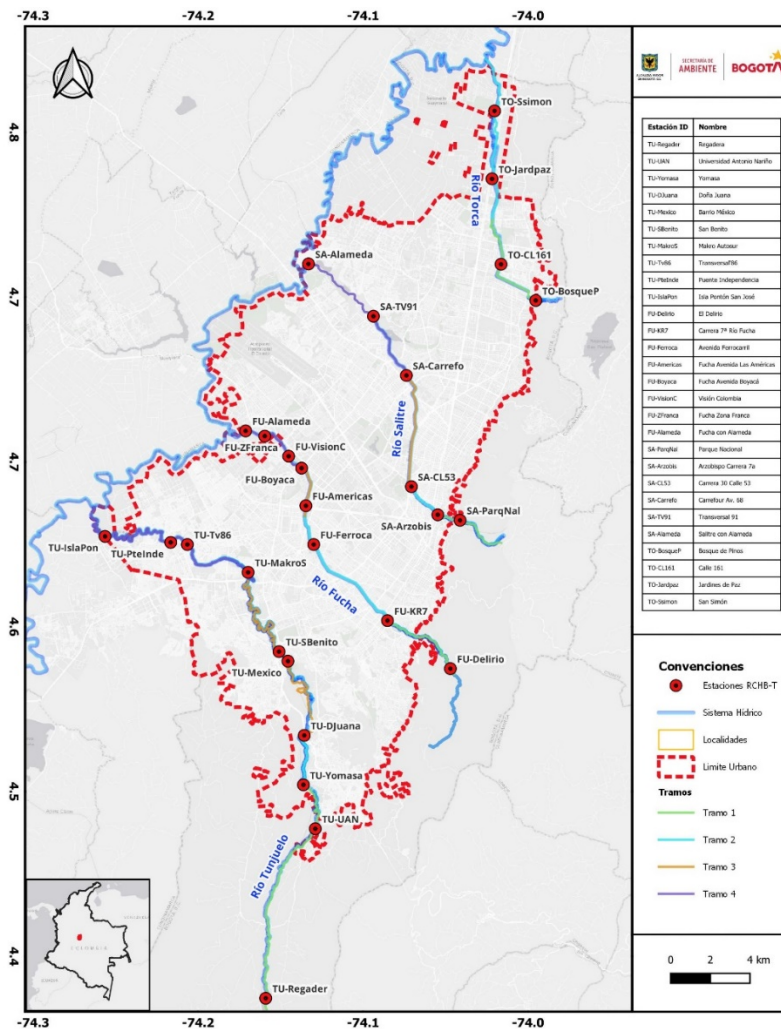 -74.3 -74.2 -74.1 -74.0
4.8
4.7
4.7
4.6
4.5
4.4
TO-Ssimon
TO-Jardpaz
Río Torca
SA-Alameda
TO-CL161
TO-BosqueP
SA-TV91
SA-Carrefo
Río Salitre
FU-Alameda
FU-ZFranca
FU-VisionC
FU-Boyaca
SA-CL53
FU-Americas
SA-Arzobis
SA-ParqNal
TU-IslaPon
TU-PteInde
TU-Tv86
FU-Ferroca
TU-MakroS
Río Fucha
FU-KR7
TU-SBenito
TU-Mexico
FU-Delirio
TU-DJuana
TU-Yomasa
TU-UAN
Río Tunjuelo
TU-Regader
COLOMBIA
-74.3 -74.2 -74.1 -74.0
SECRETARÍA DE
AMBIENTE
BOGOTÁ
Estación ID Nombre
TU-Regader Regadera
TU-UAN Universidad Antonio Nariño
TU-Yomasa Yomasa
TU-DJuana Doña Juana
TU-Mexico Barrio México
TU-SBenito San Benito
TU-MakroS Makro Autosur
TU-Tv86 Transversal 86
TU-PteInde Puente Independencia
TU-IslaPon Isla Pontón San José
FU-Delirio El Delirio
FU-KR7 Carrera 7ª Río Fucha
FU-Ferroca Avenida Ferrocarril
FU-Americas Fucha Avenida Las Américas
FU-Boyaca Fucha Avenida Boyacá
FU-VisionC Visión Colombia
FU-ZFranca Fucha Zona Franca
FU-Alameda Fucha con Alameda
SA-ParqNal Parque Nacional
SA-Arzobis Arzobispo Carrera 7a
SA-CL53 Carrera 30 Calle 53
SA-Carrefo Carrefour Av. 68
SA-TV91 Transversal 91
SA-Alameda Salitre con Alameda
TO-BosqueP Bosque de Pinos
TO-CL161 Calle 161
TO-Jardpaz Jardines de Paz
TO-Ssimon San Simón
Convenciones
Estaciones RCHB-T
Sistema Hídrico
Localidades
Limite Urbano
Tramos
Tramo 1
Tramo 2
Tramo 3
Tramo 4
0 2 4 km